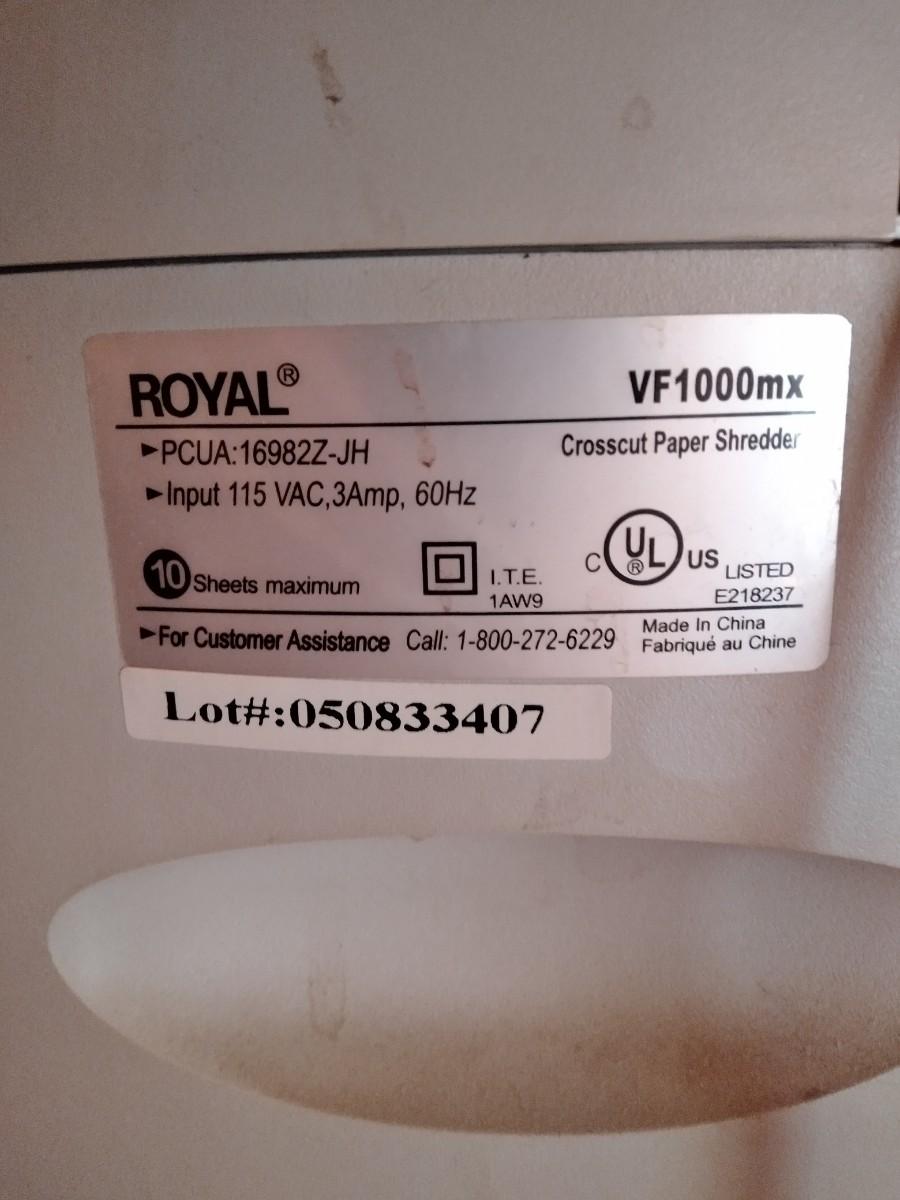 ROYAL® VF1000mx
►PCUA:16982Z-JH Crosscut Paper Shredder
►Input 115 VAC,3Amp, 60Hz
10 Sheets maximum
I.T.E.
1AW9
C UL® US LISTED
E218237
►For Customer Assistance Call: 1-800-272-6229
Made In China
Fabriqué au Chine
Lot#:050833407